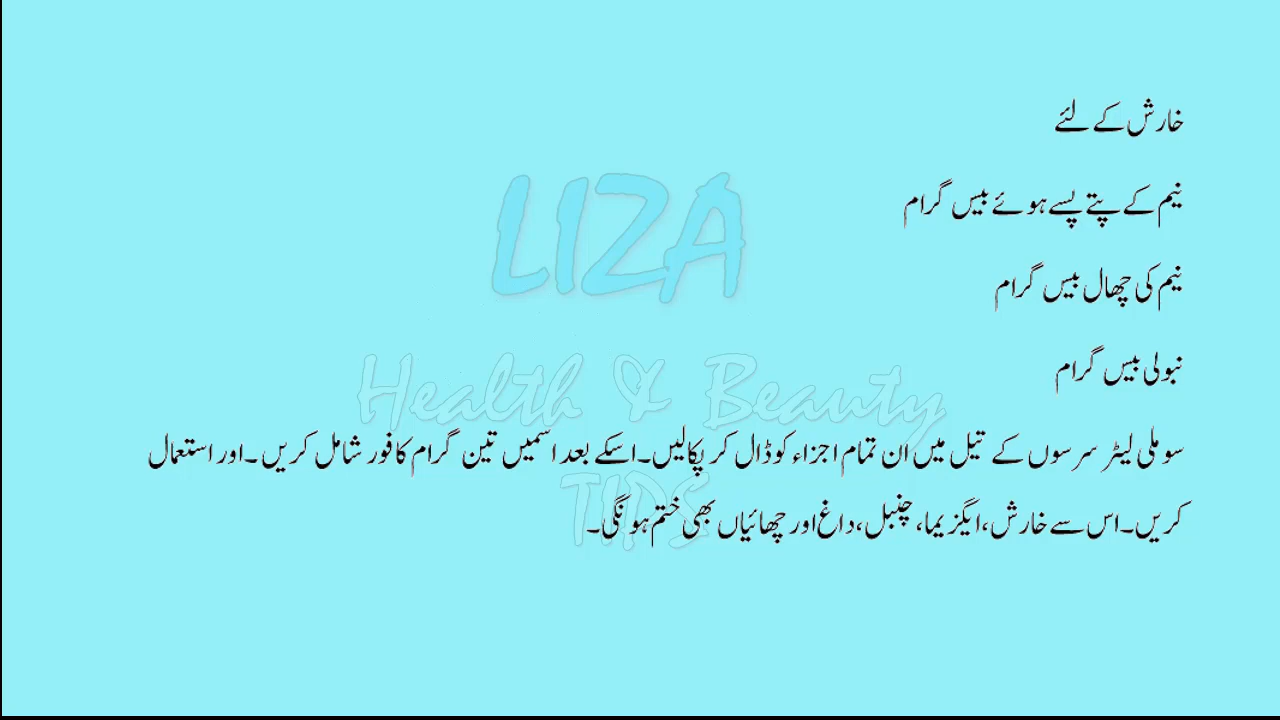 خارش کے لئے
نیم کے پتے پسے ہوئے بیس گرام
نیم کی چھال بیس گرام
نبولی بیس گرام
سو ملی لیٹر سرسوں کے تیل میں ان تمام اجزاء کو ڈال کر پکالیں۔اسکے بعد اسمیں تین گرام کافور شامل کریں۔اور استعمال
کریں۔اس سے خارش،ایگزیما،چنبل،داغ اور چھائیاں بھی ختم ہونگی۔
LIZA
Health & Beauty
TIPS